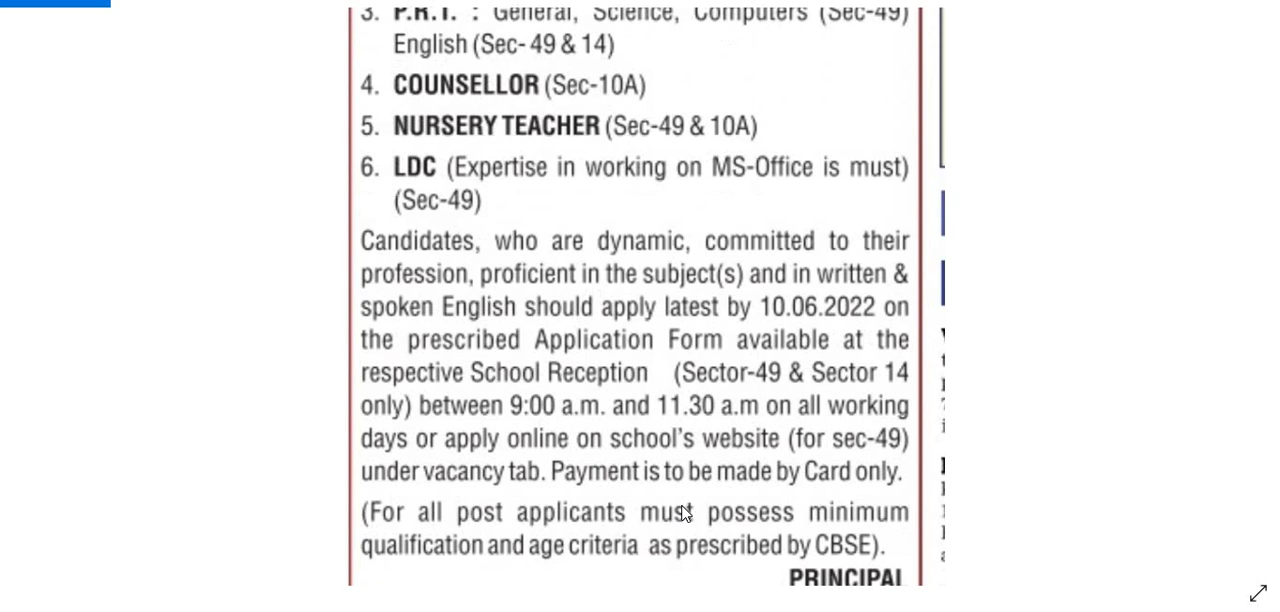 3. P.R.T. : General, Science, Computers (Sec-49)
English (Sec- 49 & 14)
4. COUNSELLOR (Sec-10A)
5. NURSERY TEACHER (Sec-49 & 10A)
6. LDC (Expertise in working on MS-Office is must)
(Sec-49)
Candidates, who are dynamic, committed to their
profession, proficient in the subject(s) and in written &
spoken English should apply latest by 10.06.2022 on
the prescribed Application Form available at the
respective School Reception (Sector-49 & Sector 14
only) between 9:00 a.m. and 11.30 a.m on all working
days or apply online on school's website (for sec-49)
under vacancy tab. Payment is to be made by Card only.
(For all post applicants must possess minimum
qualification and age criteria as prescribed by CBSE).
PRINCIPAL